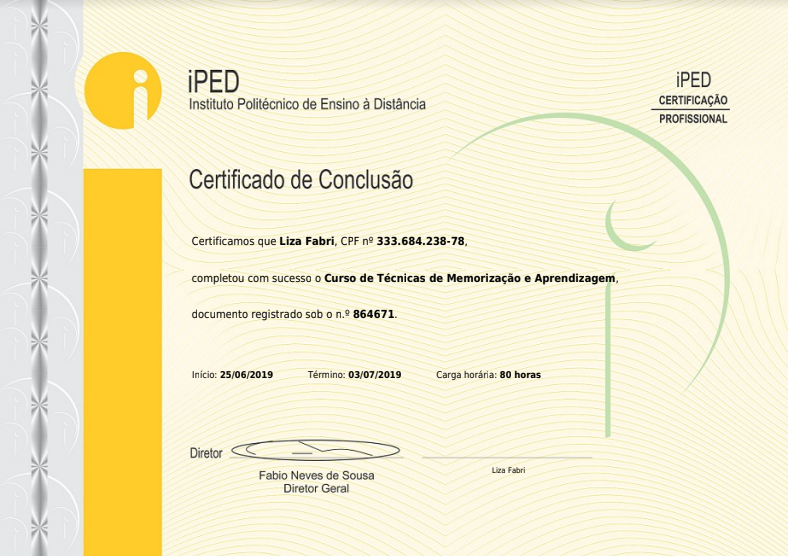 iPED
Instituto Politécnico de Ensino à Distância
iPED
CERTIFICAÇÃO
PROFISSIONAL
Certificado de Conclusão
Certificamos que Liza Fabri, CPF nº 333.684.238-78,
completou com sucesso o Curso de Técnicas de Memorização e Aprendizagem,
documento registrado sob o n.º 864671.
Início: 25/06/2019 Término: 03/07/2019 Carga horária: 80 horas
Diretor
Fabio Neves de Sousa
Diretor Geral
Liza Fabri